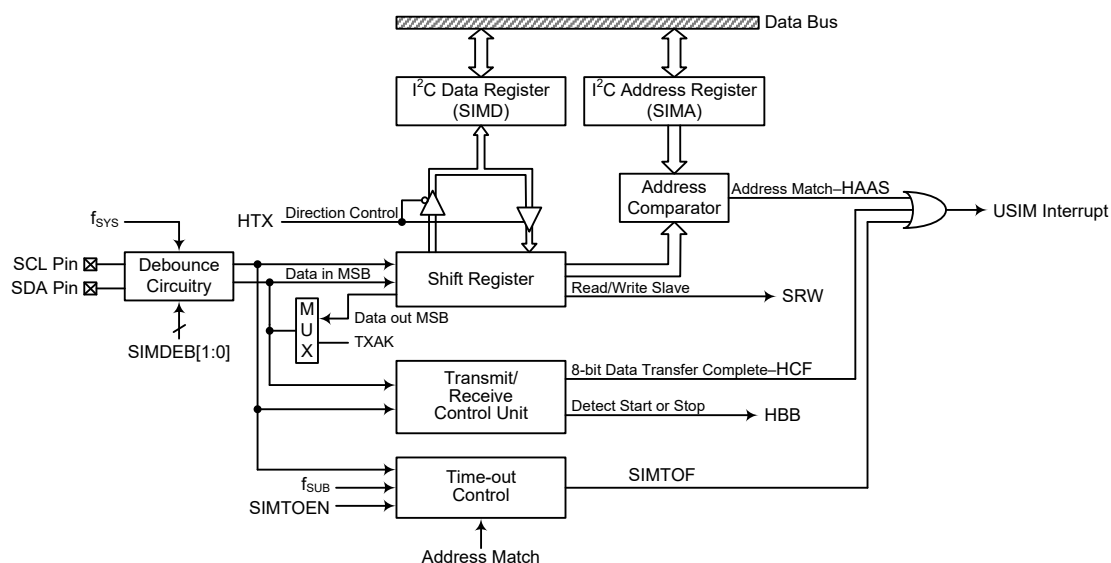 Data Bus
I²C Data Register
(SIMD)
I²C Address Register
(SIMA)
Address
Comparator
Address Match–HAAS
USIM Interrupt
HTX
Direction Control
fSYS
SCL Pin
SDA Pin
Debounce
Circuitry
Data in MSB
Shift Register
Read/Write Slave
SRW
M
U
X
Data out MSB
TXAK
SIMDEB[1:0]
Transmit/
Receive
Control Unit
8-bit Data Transfer Complete–HCF
Detect Start or Stop
HBB
fSUB
SIMTOEN
Time-out
Control
SIMTOF
Address Match